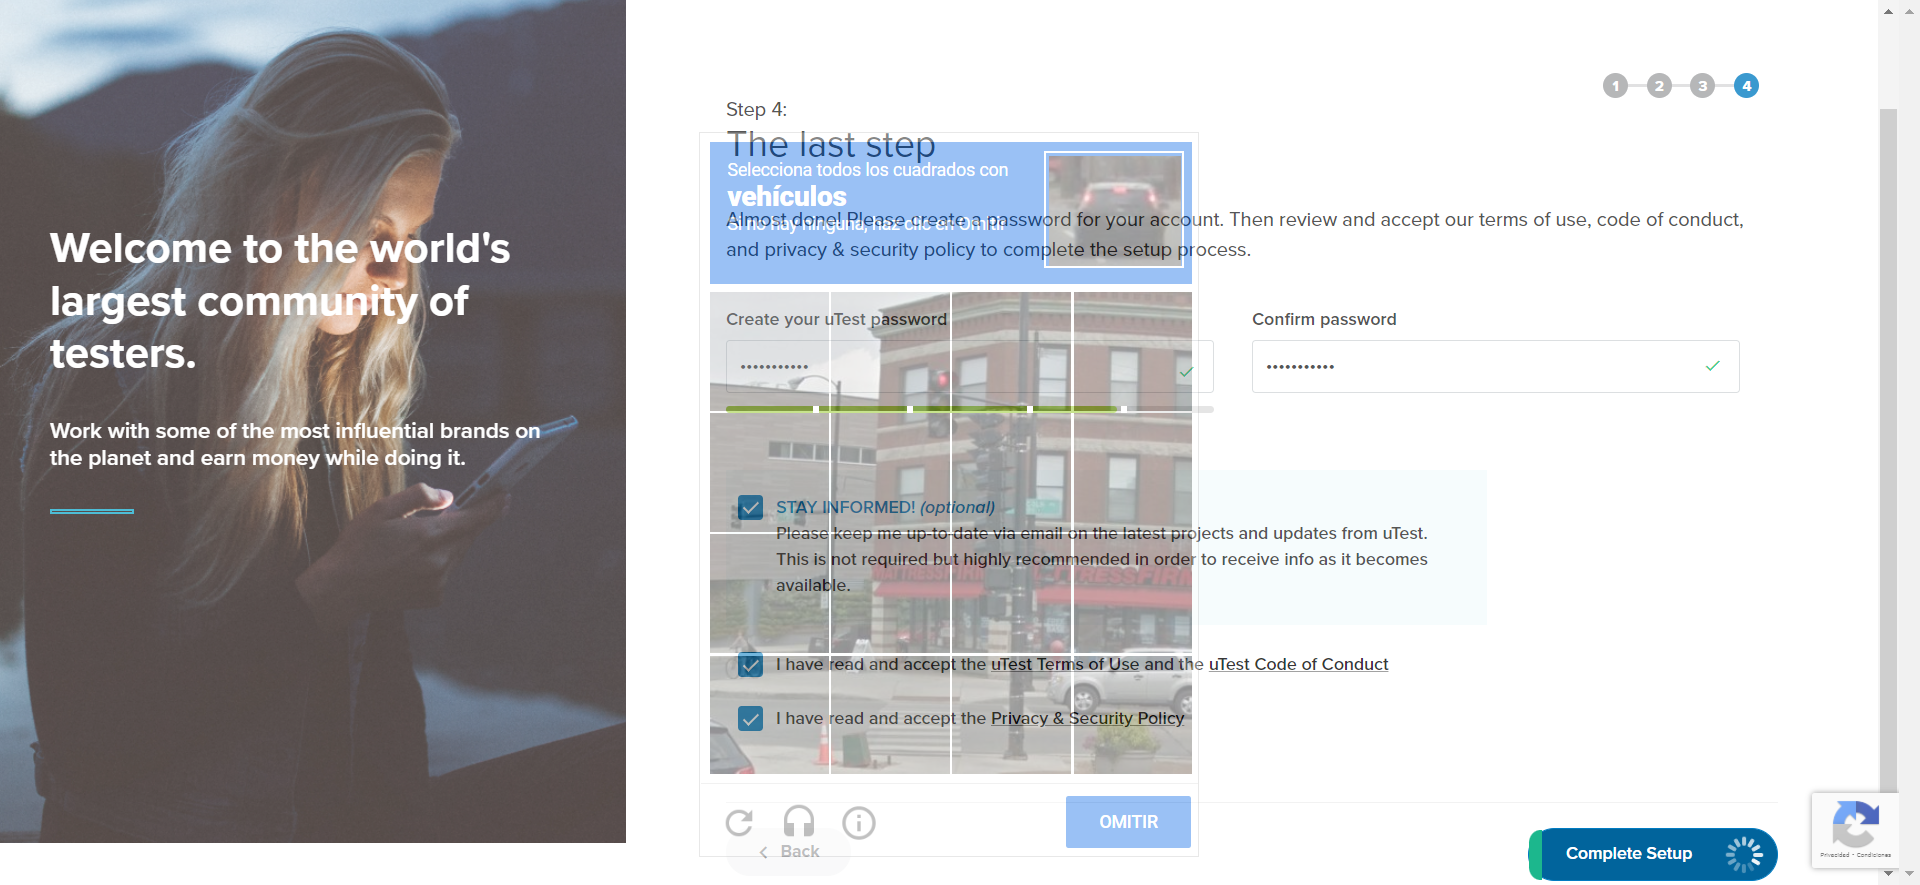 Welcome to the world's
largest community of
testers.
Work with some of the most influential brands on
the planet and earn money while doing it.
1 2 3 4
Step 4:
The last step
Selecciona todos los cuadrados con
vehículos
Si no hay ninguna, haz clic en Omitir
Almost done! Please create a password for your account. Then review and accept our terms of use, code of conduct,
and privacy & security policy to complete the setup process.
Create your uTest password
Confirm password
STAY INFORMED! (optional)
Please keep me up-to-date via email on the latest projects and updates from uTest.
This is not required but highly recommended in order to receive info as it becomes
available.
MATTRESSFIRM
MATTRESSFIRM
I have read and accept the uTest Terms of Use and the uTest Code of Conduct
I have read and accept the Privacy & Security Policy
OMITIR
Back
Complete Setup
Privacidad - Condiciones